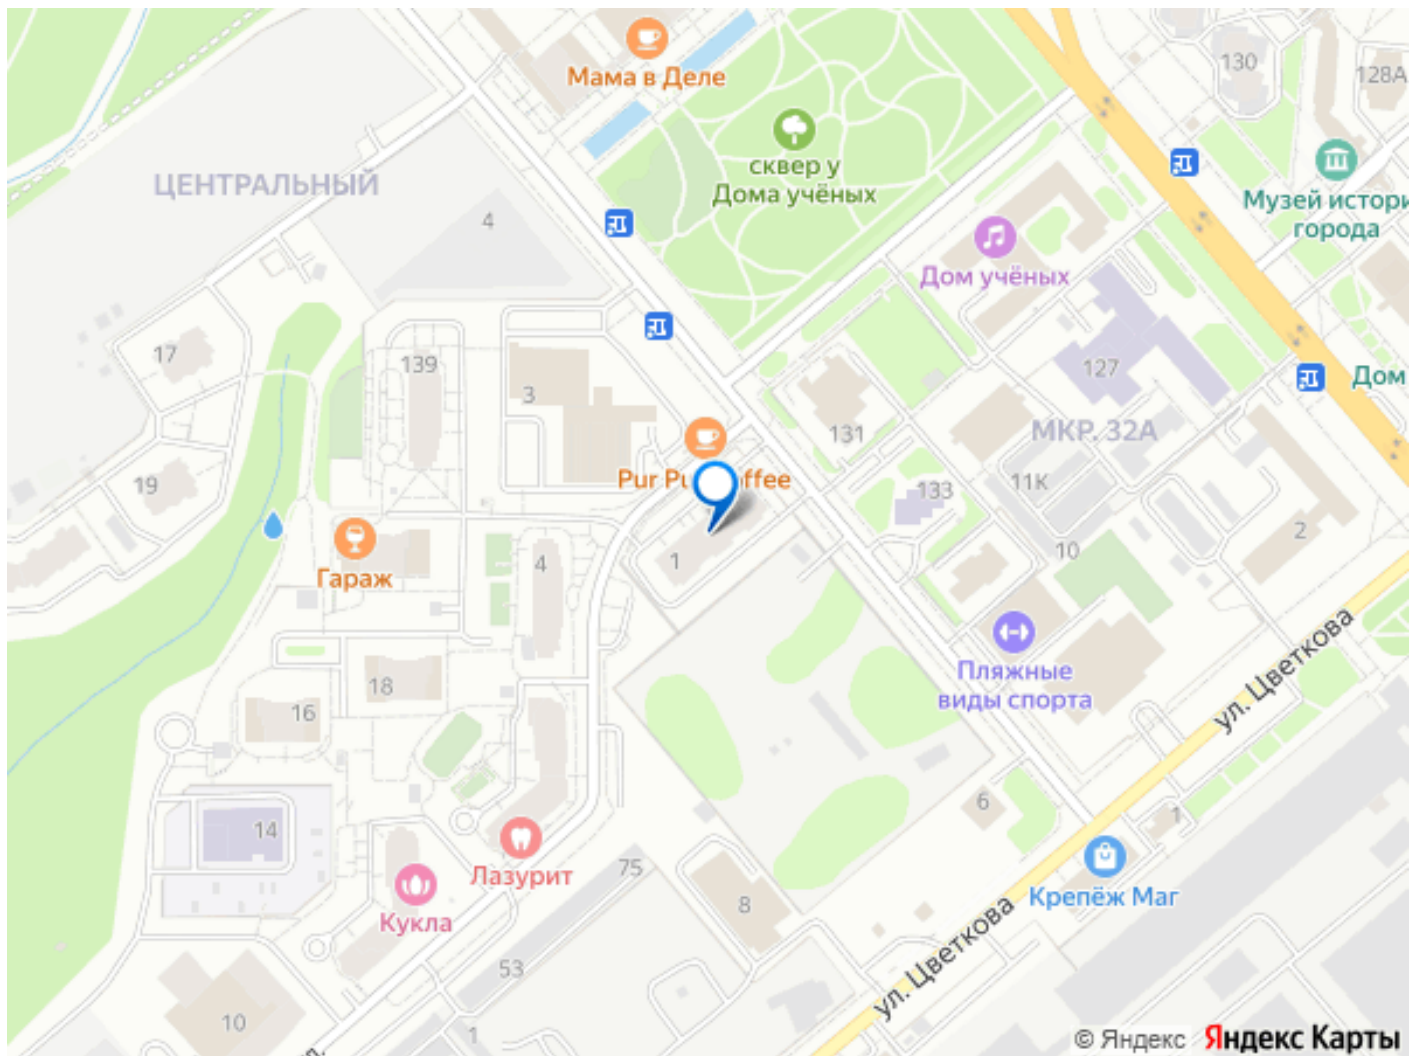 Мама в Деле
130
128А
сквер у
Дома учёных
ЦЕНТРАЛЬНЫЙ
Музей истори
города
4
Дом учёных
17
139
3
127
Дом
131
МКР. 32А
Pur Pu
ffee
19
133
11К
2
10
1
4
Гараж
Пляжные
виды спорта
ул. Цветкова
18
16
6
1
14
Лазурит
75
Крепёж Маг
Кукла
8
ул. Цветкова
53
10
1
© Яндекс Яндекс Карты